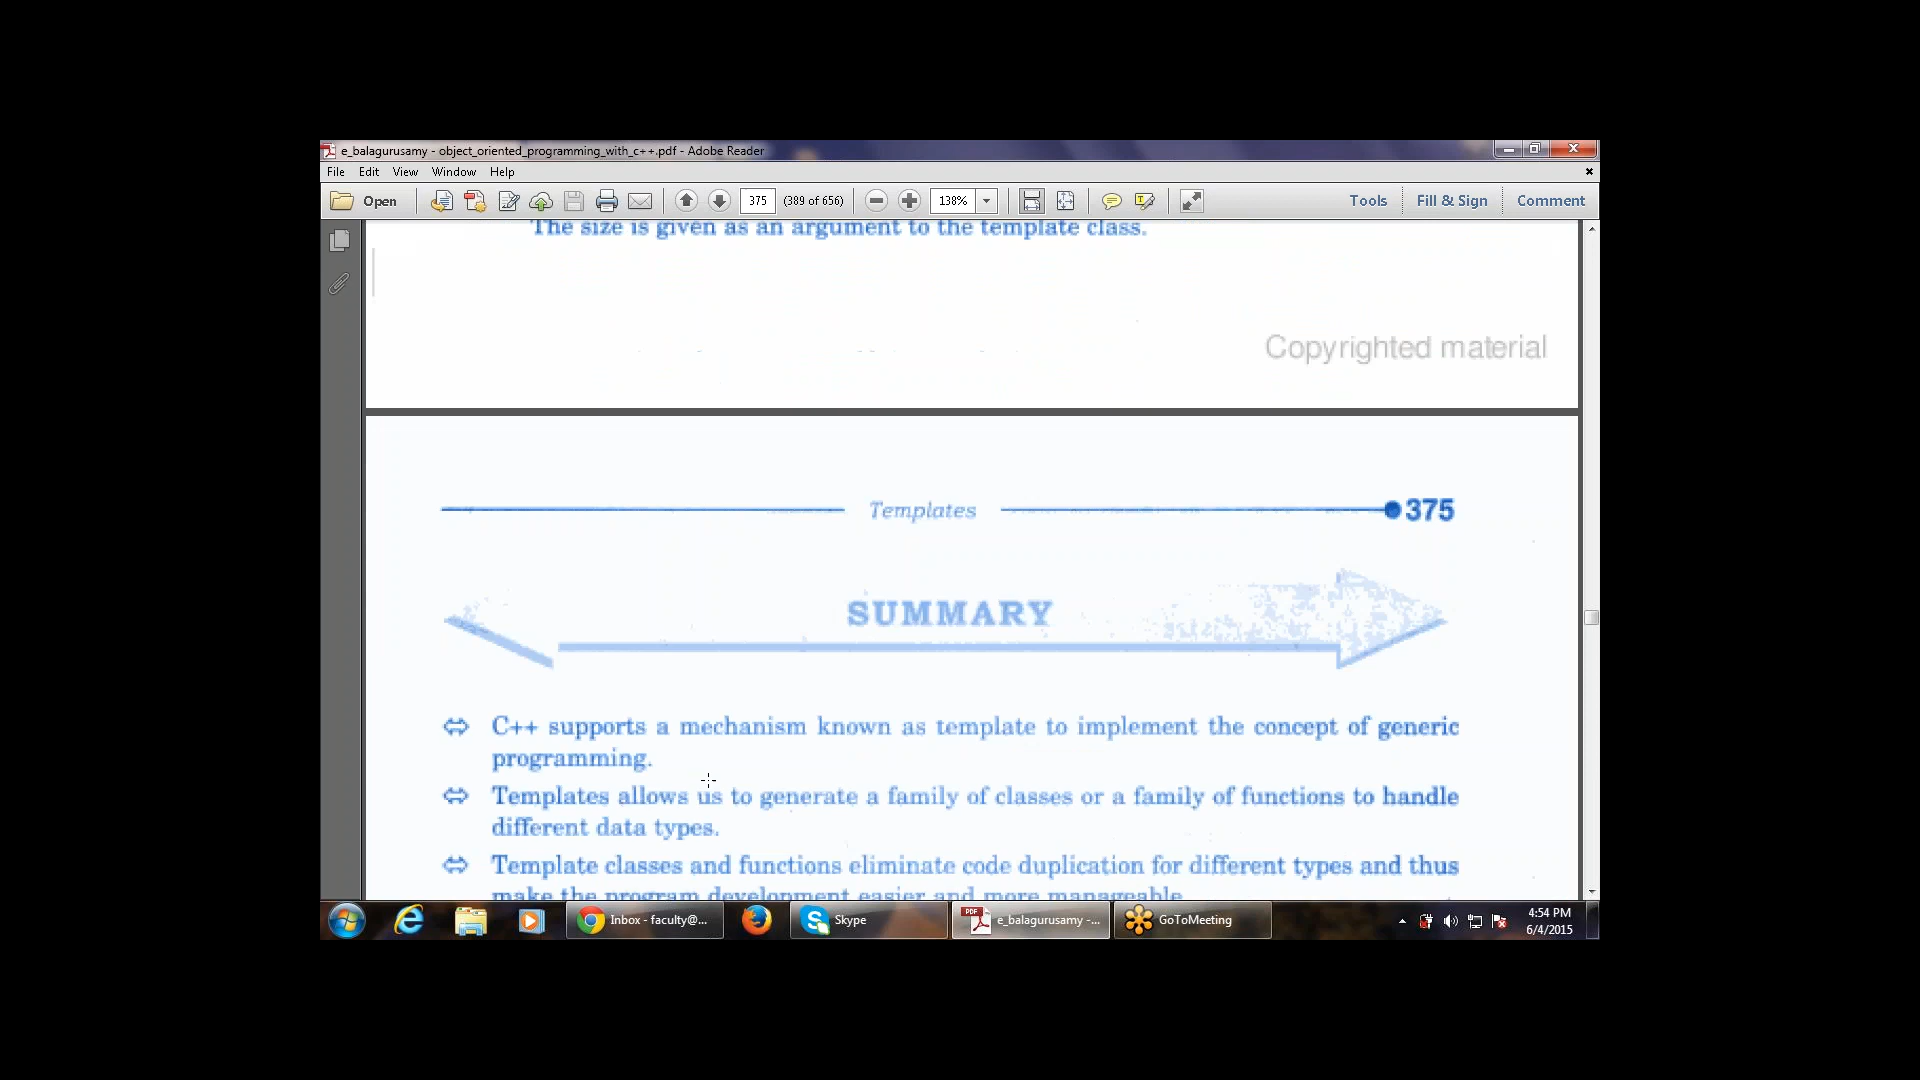 e_balagurusamy - object_oriented_programming_with_c++.pdf - Adobe Reader
File Edit View Window Help
Open 375 (389 of 656) 138% Tools Fill & Sign Comment
The size is given as an argument to the template class.
Copyrighted material
Templates 375
SUMMARY
C++ supports a mechanism known as template to implement the concept of generic
programming.
Templates allows us to generate a family of classes or a family of functions to handle
different data types.
Template classes and functions eliminate code duplication for different types and thus
make the program development easier and more manageable.
Inbox - faculty@... Skype e_balagurusamy -... GoToMeeting 4:54 PM
6/4/2015